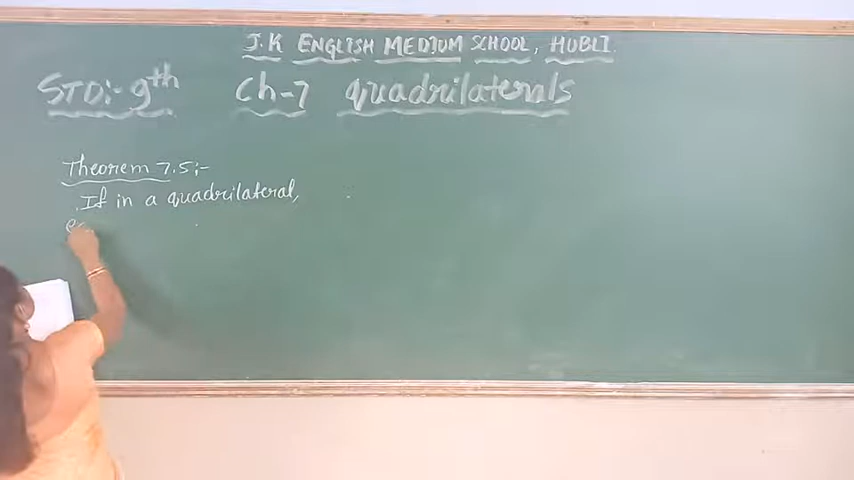 J.K ENGLISH MEDIUM SCHOOL, HUBLI.
STD:- 9th Ch-7 quadrilaterals
Theorem 7.5:-
If in a quadrilateral,